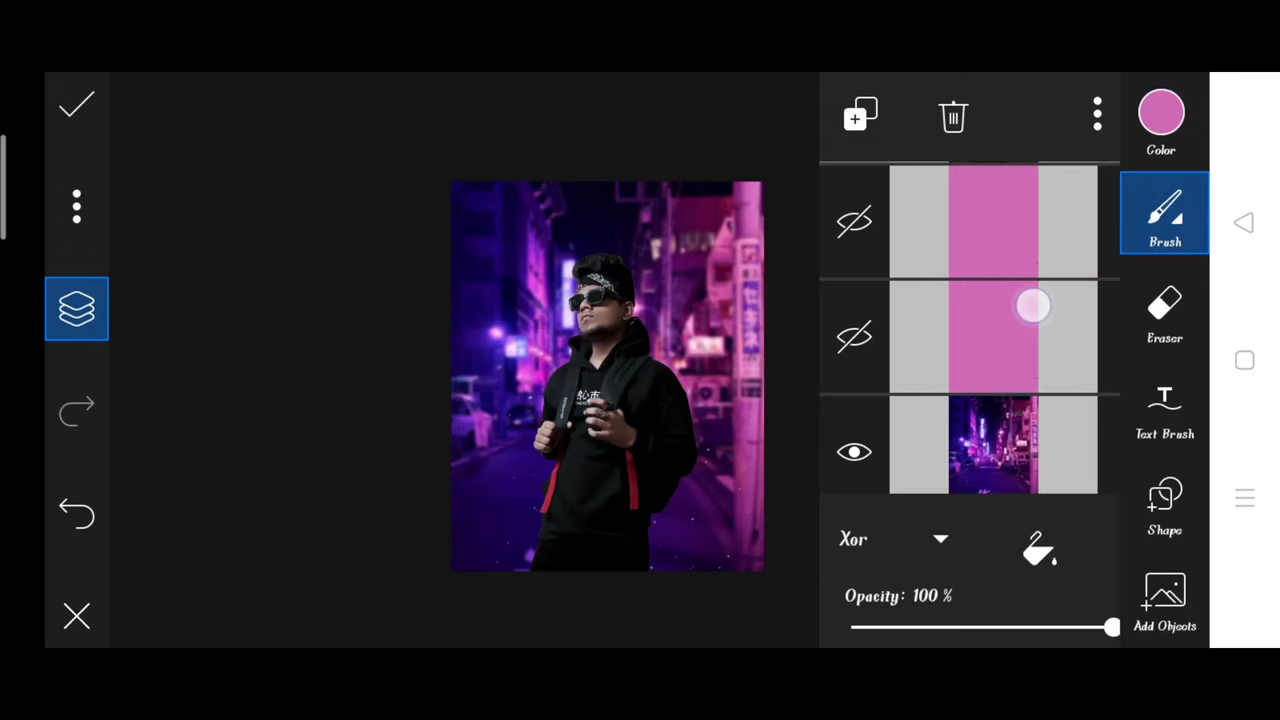 Color
Brush
Eraser
Text Brush
Shape
Add Objects
Xor
Opacity: 100 %